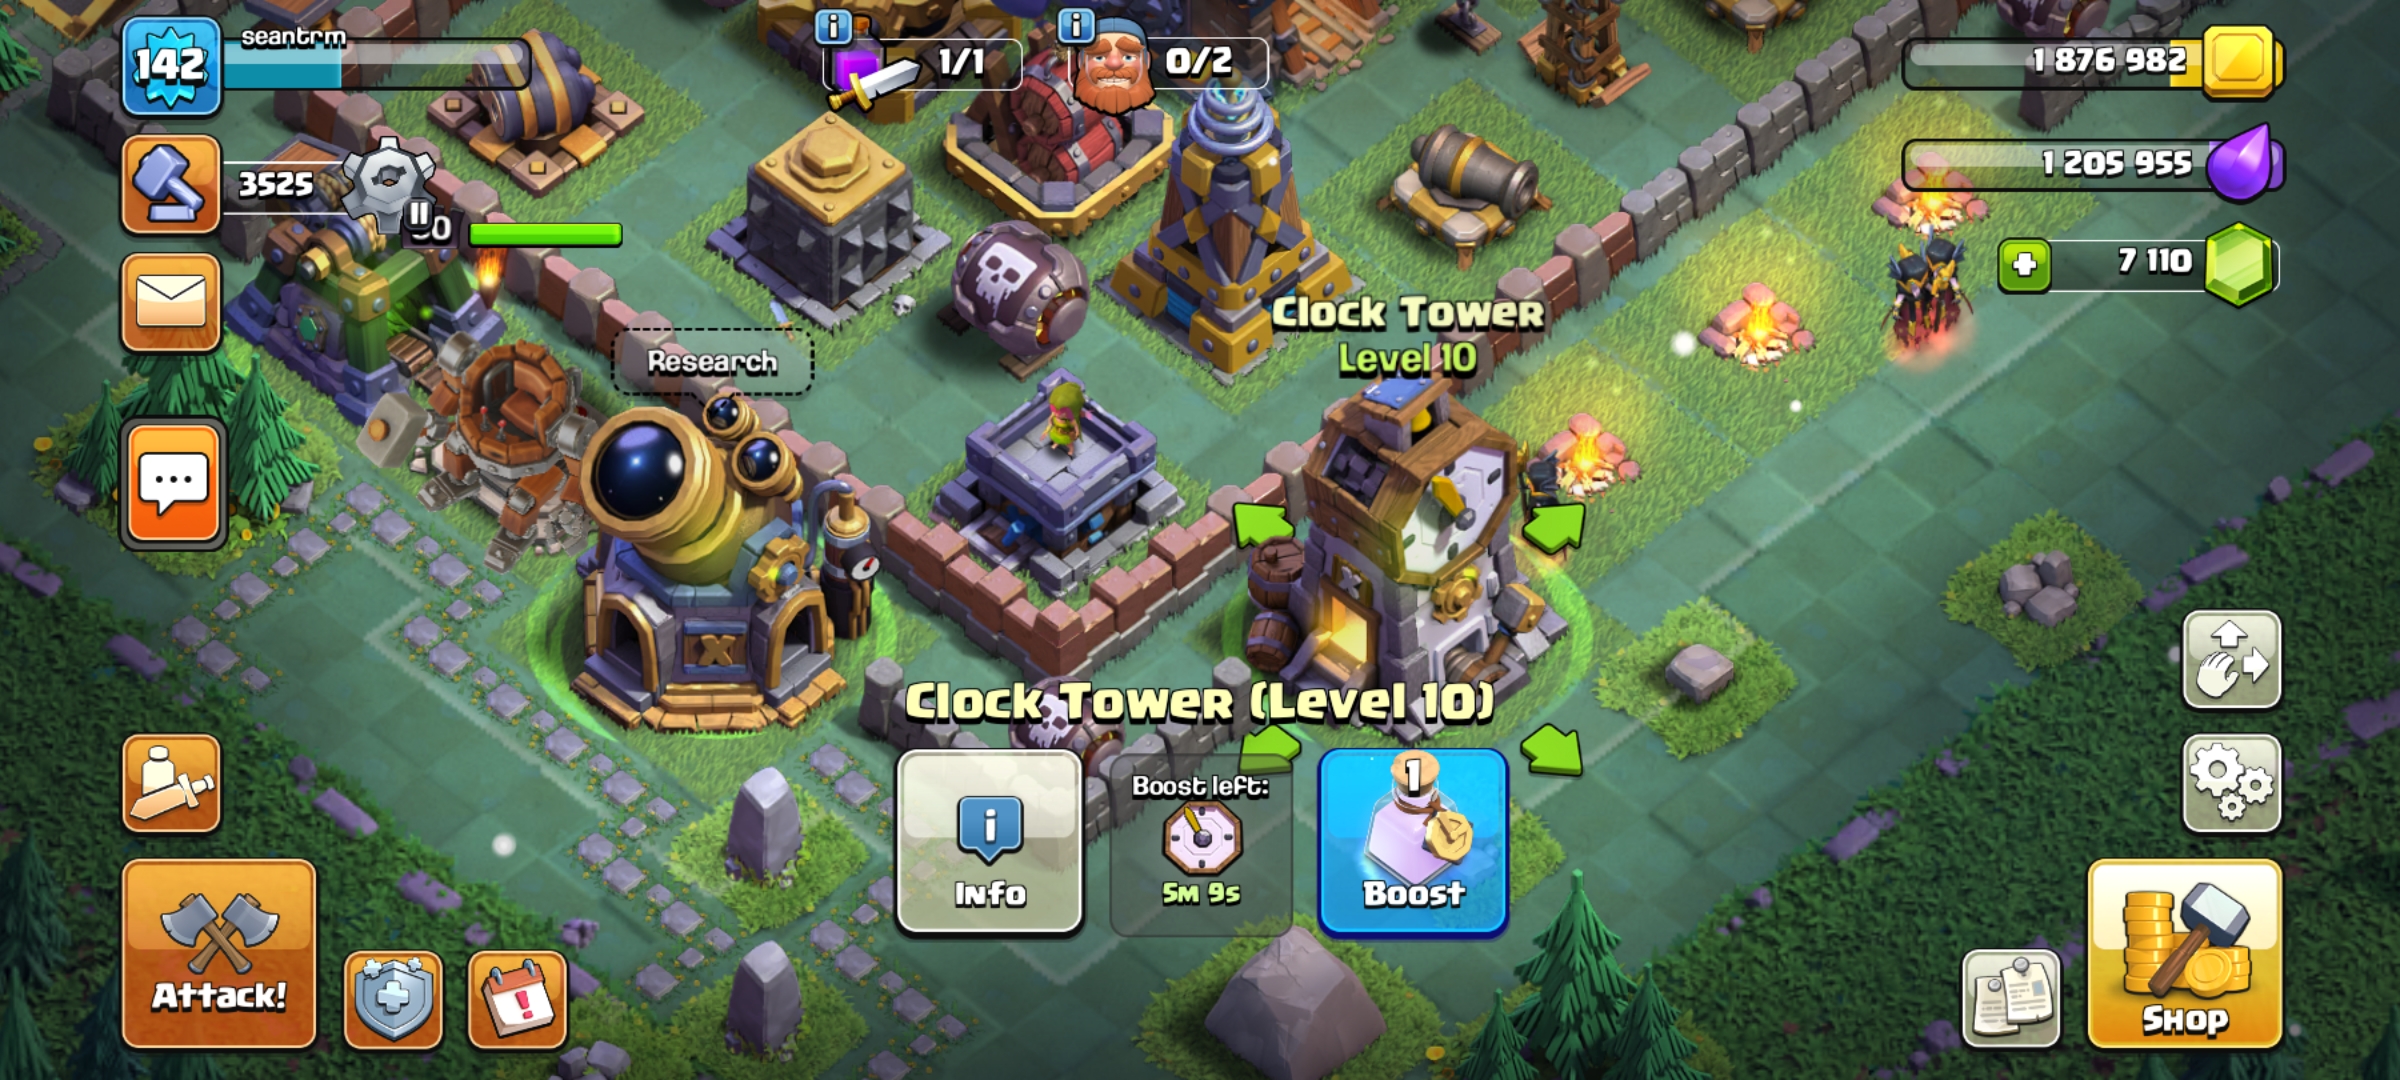 142
seantrm
1/1
0/2
1 876 982
3525
1 205 955
7 110
Clock Tower
Level 10
Research
Clock Tower (Level 10)
Info
Boost left:
5m 9s
1
Boost
Attack!
Shop